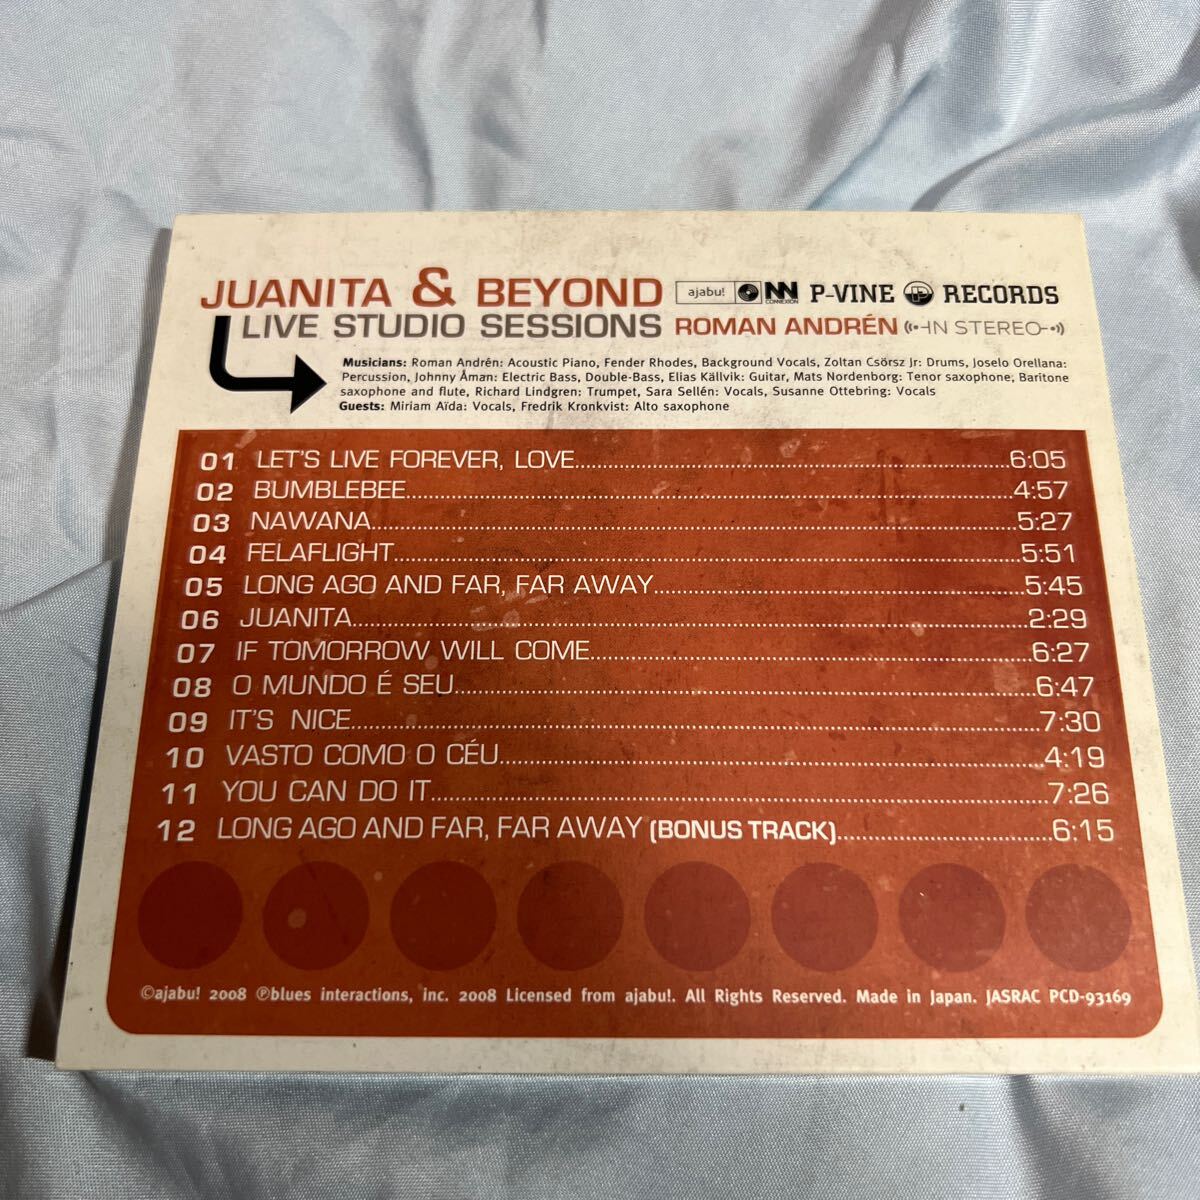 JUANITA & BEYOND ajabu! NN CONNEXION P-VINE P RECORDS
LIVE STUDIO SESSIONS ROMAN ANDRÉN IN STEREO
Musicians: Roman Andrén: Acoustic Piano, Fender Rhodes, Background Vocals, Zoltan Csörsz Jr: Drums, Joselo Orellana:
Percussion, Johnny Åman: Electric Bass, Double-Bass, Elias Källvik: Guitar, Mats Nordenborg: Tenor saxophone, Baritone
saxophone and flute, Richard Lindgren: Trumpet, Sara Sellén: Vocals, Susanne Ottebring: Vocals
Guests: Miriam Aïda: Vocals, Fredrik Kronkvist: Alto saxophone
01 LET'S LIVE FOREVER, LOVE 6:05
02 BUMBLEBEE 4:57
03 NAWANA 5:27
04 FELAFLIGHT 5:51
05 LONG AGO AND FAR, FAR AWAY 5:45
06 JUANITA 2:29
07 IF TOMORROW WILL COME 6:27
08 O MUNDO É SEU 6:47
09 IT'S NICE 7:30
10 VASTO COMO O CÉU 4:19
11 YOU CAN DO IT 7:26
12 LONG AGO AND FAR, FAR AWAY (BONUS TRACK) 6:15
©ajabu! 2008 ℗blues interactions, inc. 2008 Licensed from ajabu!. All Rights Reserved. Made in Japan. JASRAC PCD-93169